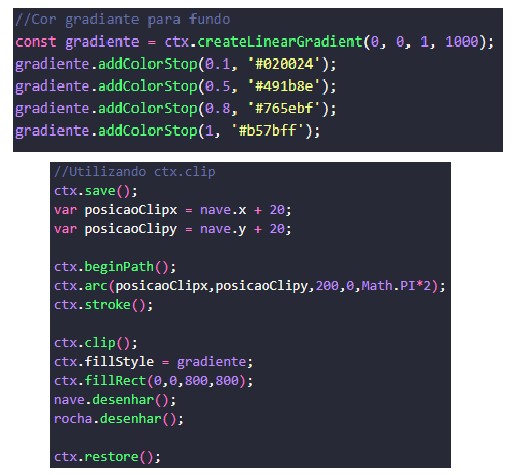 //Cor gradiante para fundo
const gradiente = ctx.createLinearGradient(0, 0, 1, 1000);
gradiente.addColorStop(0.1, '#020024');
gradiente.addColorStop(0.5, '#491b8e');
gradiente.addColorStop(0.8, '#765ebf');
gradiente.addColorStop(1, '#b57bff');
//Utilizando ctx.clip
ctx.save();
var posicaoClipx = nave.x + 20;
var posicaoClipy = nave.y + 20;
ctx.beginPath();
ctx.arc(posicaoClipx,posicaoClipy,200,0,Math.PI*2);
ctx.stroke();
ctx.clip();
ctx.fillStyle = gradiente;
ctx.fillRect(0,0,800,800);
nave.desenhar();
rocha.desenhar();
ctx.restore();